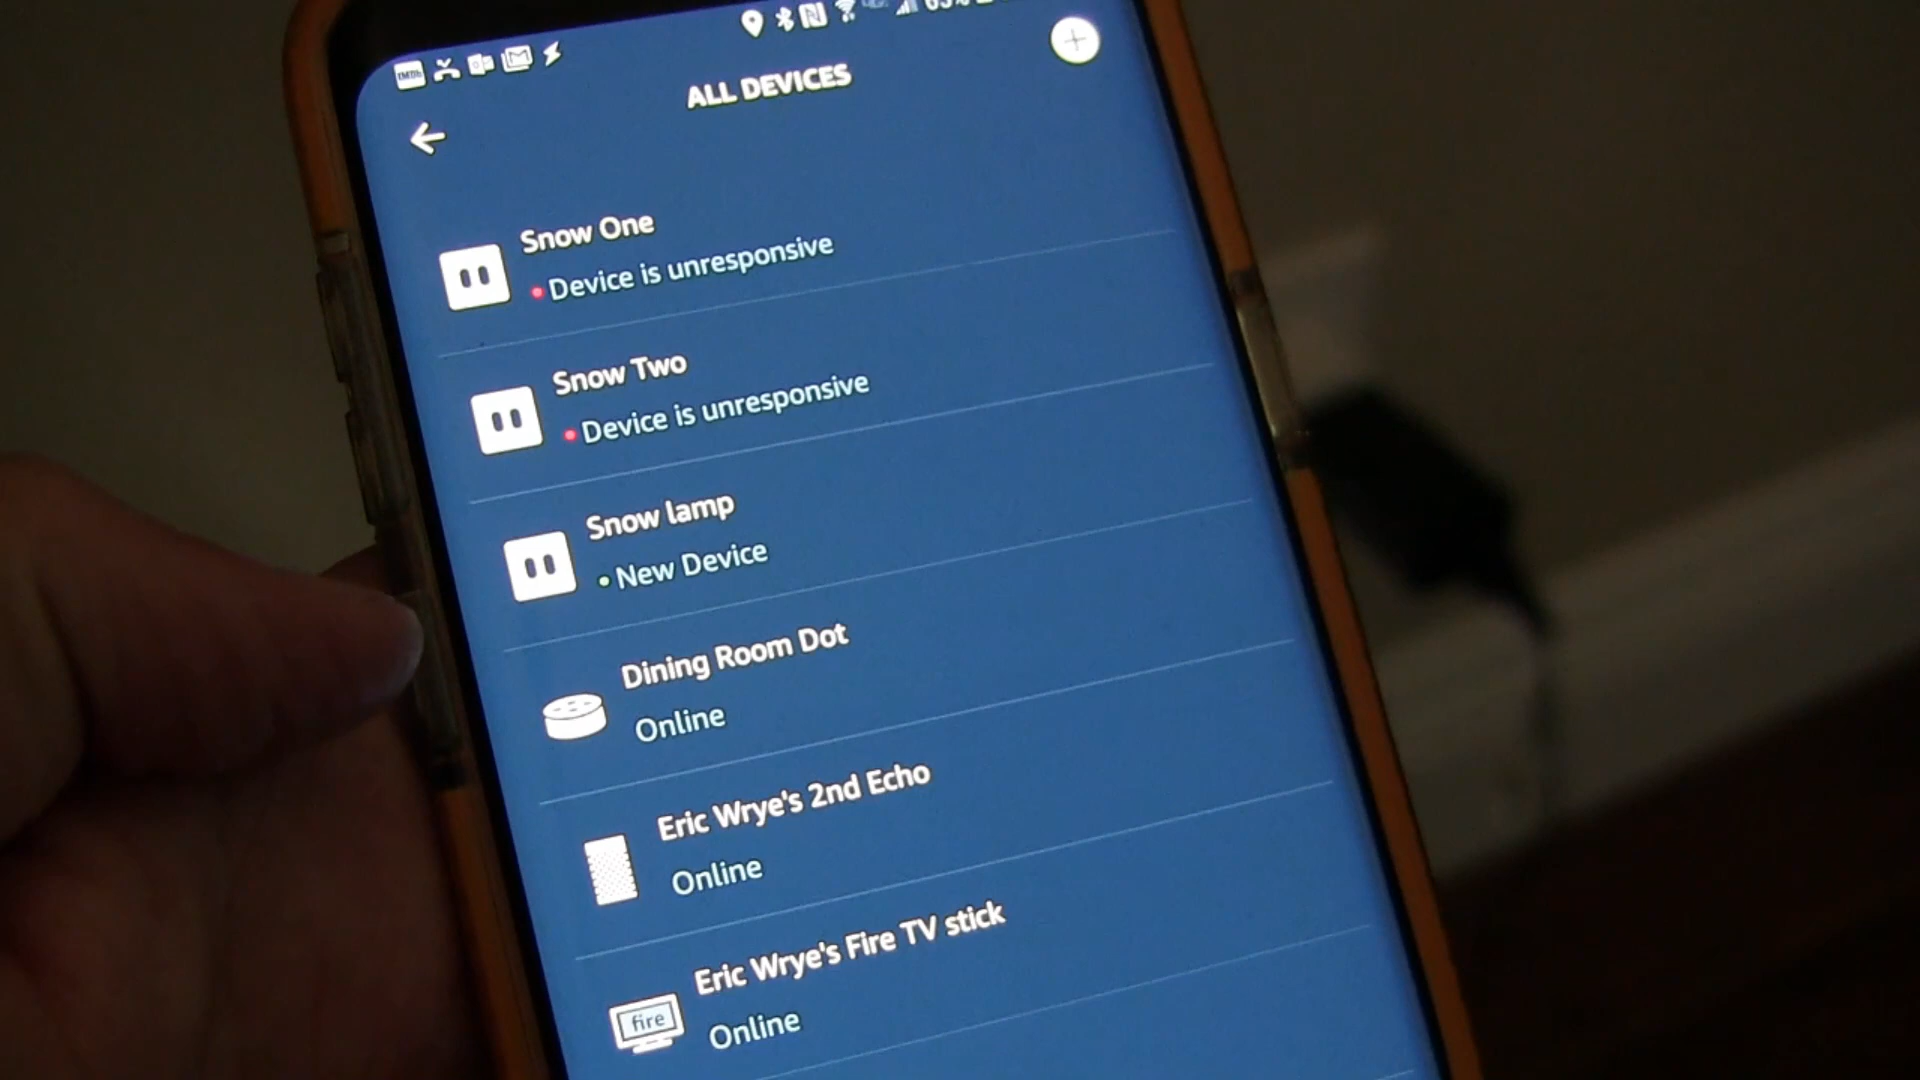 IMDb
ALL DEVICES
Snow One
Device is unresponsive
Snow Two
Device is unresponsive
Snow lamp
New Device
Dining Room Dot
Online
Eric Wrye's 2nd Echo
Online
Eric Wrye's Fire TV stick
fire
Online